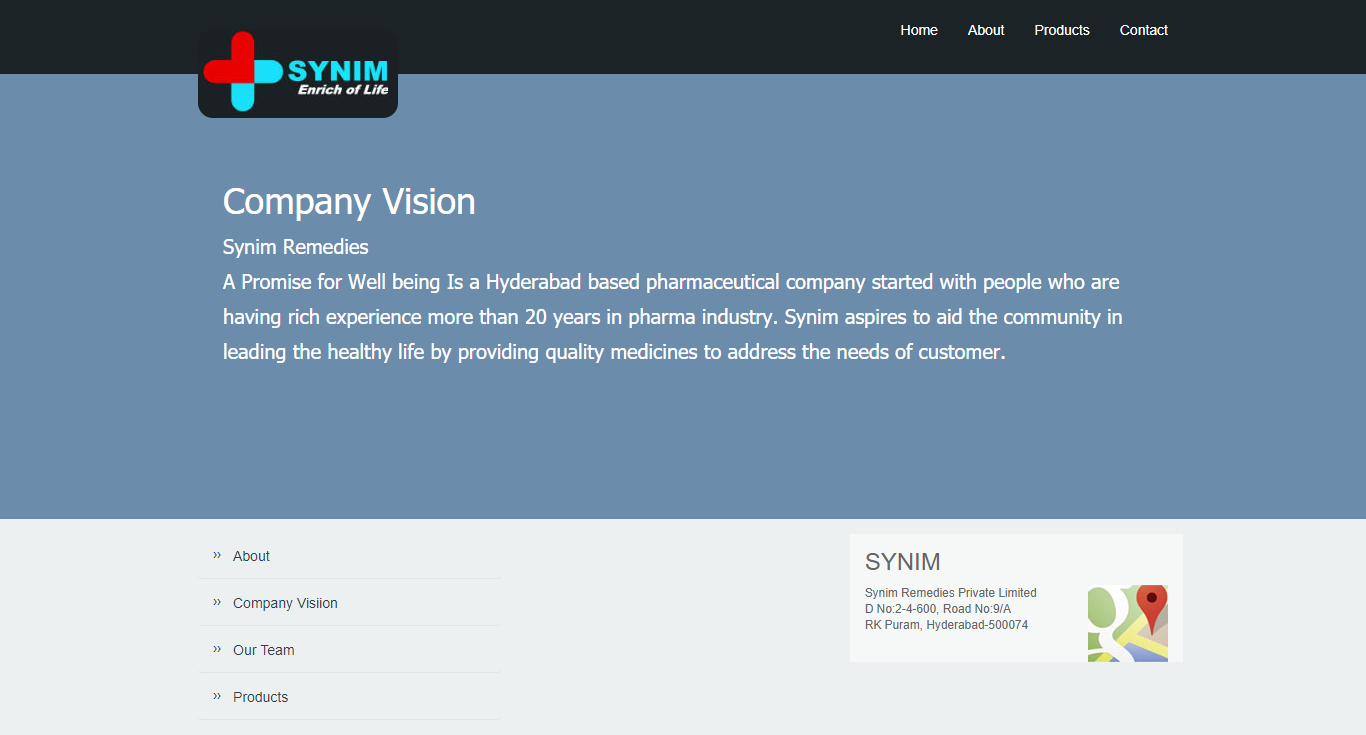 Home About Products Contact
SYNIM
Enrich of Life
Company Vision
Synim Remedies
A Promise for Well being Is a Hyderabad based pharmaceutical company started with people who are
having rich experience more than 20 years in pharma industry. Synim aspires to aid the community in
leading the healthy life by providing quality medicines to address the needs of customer.
›› About
›› Company Visiion
›› Our Team
›› Products
SYNIM
Synim Remedies Private Limited
D No:2-4-600, Road No:9/A
RK Puram, Hyderabad-500074